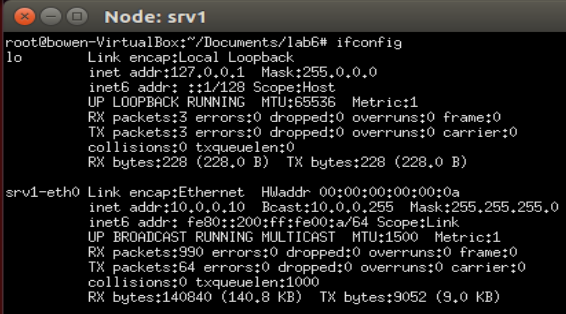 Node: srv1
root@bowen-VirtualBox:~/Documents/lab6# ifconfig
lo        Link encap:Local Loopback
          inet addr:127.0.0.1  Mask:255.0.0.0
          inet6 addr: ::1/128 Scope:Host
          UP LOOPBACK RUNNING  MTU:65536  Metric:1
          RX packets:3 errors:0 dropped:0 overruns:0 frame:0
          TX packets:3 errors:0 dropped:0 overruns:0 carrier:0
          collisions:0 txqueuelen:0
          RX bytes:228 (228.0 B)  TX bytes:228 (228.0 B)
srv1-eth0 Link encap:Ethernet  HWaddr 00:00:00:00:00:0a
          inet addr:10.0.0.10  Bcast:10.0.0.255  Mask:255.255.255.0
          inet6 addr: fe80::200:ff:fe00:a/64 Scope:Link
          UP BROADCAST RUNNING MULTICAST  MTU:1500  Metric:1
          RX packets:990 errors:0 dropped:0 overruns:0 frame:0
          TX packets:64 errors:0 dropped:0 overruns:0 carrier:0
          collisions:0 txqueuelen:1000
          RX bytes:140840 (140.8 KB)  TX bytes:9052 (9.0 KB)